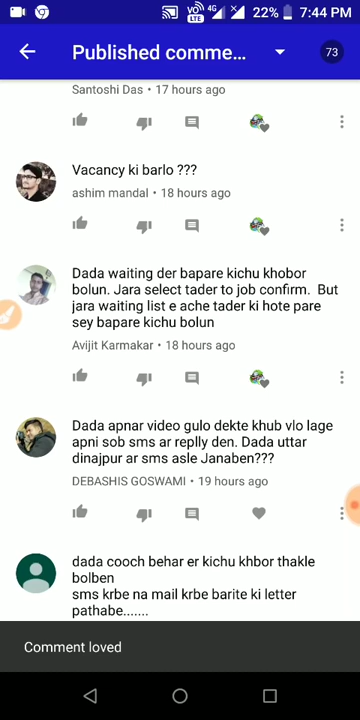 VO LTE 4G 22% 7:44 PM
Published comme... 73
Santoshi Das • 17 hours ago
Vacancy ki barlo ???
ashim mandal • 18 hours ago
Dada waiting der bapare kichu khobor
bolun. Jara select tader to job confirm.  But
jara waiting list e ache tader ki hote pare
sey bapare kichu bolun
Avijit Karmakar • 18 hours ago
Dada apnar video gulo dekte khub vlo lage
apni sob sms ar replly den. Dada uttar
dinajpur ar sms asle Janaben???
DEBASHIS GOSWAMI • 19 hours ago
dada cooch behar er kichu khbor thakle
bolben
sms krbe na mail krbe barite ki letter
pathabe.......
Comment loved